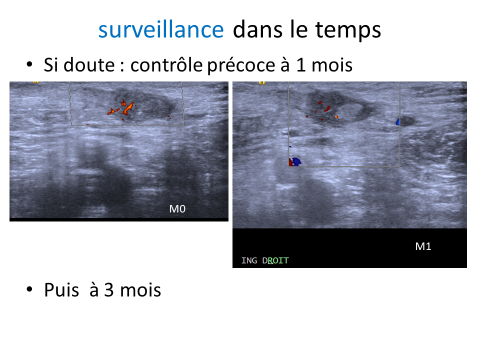 surveillance dans le temps
• Si doute : contrôle précoce à 1 mois
M0
M1
ING DROIT
• Puis à 3 mois